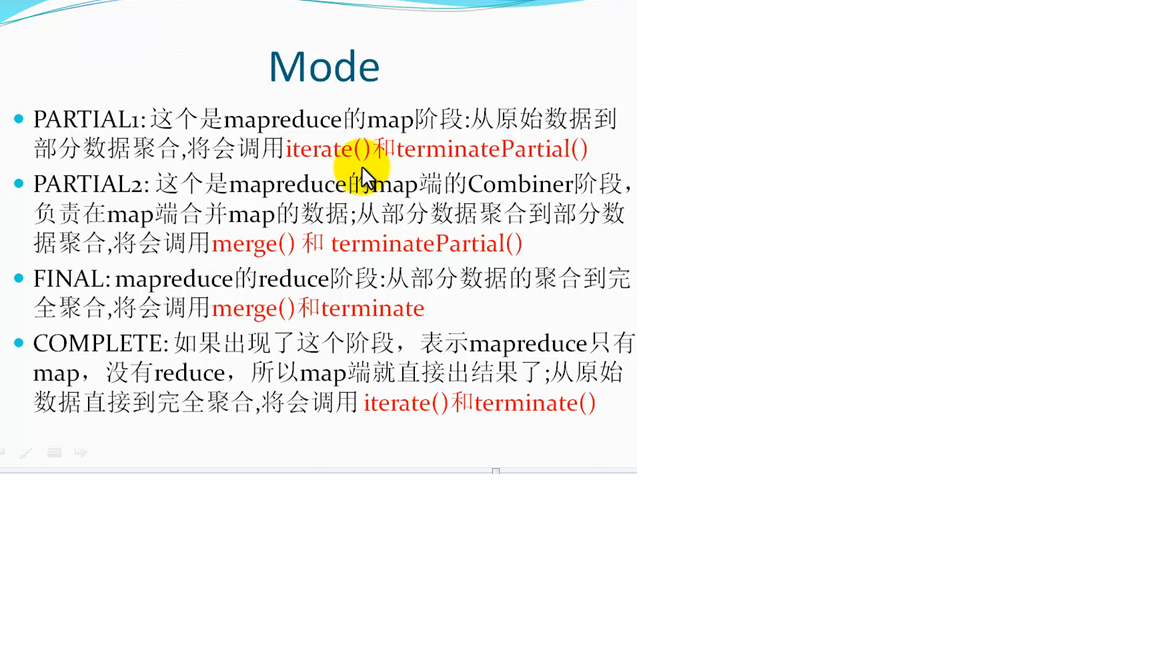 Mode
PARTIAL1: 这个是mapreduce的map阶段:从原始数据到
部分数据聚合,将会调用iterate()和terminatePartial()
PARTIAL2: 这个是mapreduce的map端的Combiner阶段，
负责在map端合并map的数据;从部分数据聚合到部分数
据聚合,将会调用merge() 和 terminatePartial()
FINAL: mapreduce的reduce阶段:从部分数据的聚合到完
全聚合,将会调用merge()和terminate
COMPLETE: 如果出现了这个阶段，表示mapreduce只有
map，没有reduce，所以map端就直接出结果了;从原始
数据直接到完全聚合,将会调用 iterate()和terminate()